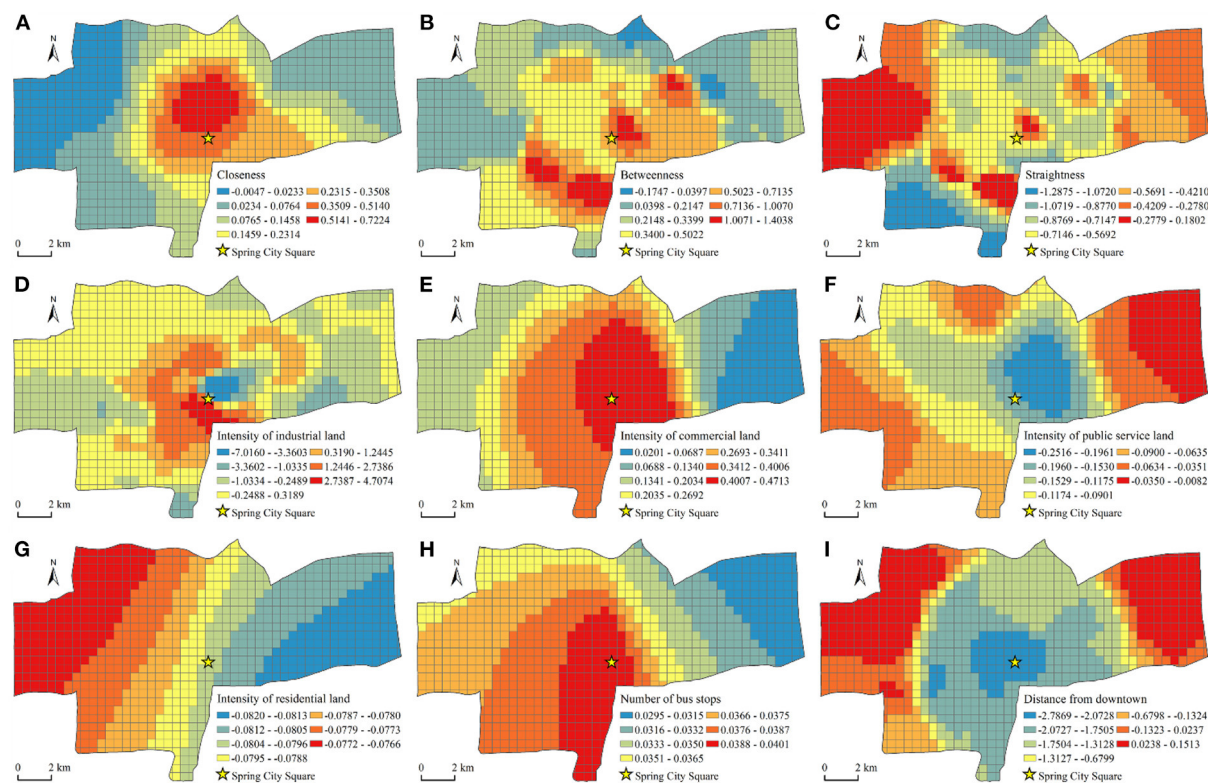 A
N
Closeness
-0.0047 - 0.0233 0.2315 - 0.3508
0.0234 - 0.0764 0.3509 - 0.5140
0.0765 - 0.1458 0.5141 - 0.7224
0.1459 - 0.2314
0 2 km
Spring City Square
B
N
Betweenness
-0.1747 - 0.0397 0.5023 - 0.7135
0.0398 - 0.2147 0.7136 - 1.0070
0.2148 - 0.3399 1.0071 - 1.4038
0.3400 - 0.5022
0 2 km
Spring City Square
C
N
Straightness
-1.2875 - -1.0720 -0.5691 - -0.4210
-1.0719 - -0.8770 -0.4209 - -0.2780
-0.8769 - -0.7147 -0.2779 - 0.1802
-0.7146 - -0.5692
0 2 km
Spring City Square
D
N
Intensity of industrial land
-7.0160 - -3.3603 0.3190 - 1.2445
-3.3602 - -1.0335 1.2446 - 2.7386
-1.0334 - -0.2489 2.7387 - 4.7074
-0.2488 - 0.3189
0 2 km
Spring City Square
E
N
Intensity of commercial land
0.0201 - 0.0687 0.2693 - 0.3411
0.0688 - 0.1340 0.3412 - 0.4006
0.1341 - 0.2034 0.4007 - 0.4713
0.2035 - 0.2692
0 2 km
Spring City Square
F
N
Intensity of public service land
-0.2516 - -0.1961 -0.0900 - -0.0635
-0.1960 - -0.1530 -0.0634 - -0.0351
-0.1529 - -0.1175 -0.0350 - -0.0082
-0.1174 - -0.0901
0 2 km
Spring City Square
G
N
Intensity of residential land
-0.0820 - -0.0813 -0.0787 - -0.0780
-0.0812 - -0.0805 -0.0779 - -0.0773
-0.0804 - -0.0796 -0.0772 - -0.0766
-0.0795 - -0.0788
0 2 km
Spring City Square
H
N
Number of bus stops
0.0295 - 0.0315 0.0366 - 0.0375
0.0316 - 0.0332 0.0376 - 0.0387
0.0333 - 0.0350 0.0388 - 0.0401
0.0351 - 0.0365
0 2 km
Spring City Square
I
N
Distance from downtown
-2.7869 - -2.0728 -0.6798 - -0.1324
-2.0727 - -1.7505 -0.1323 - 0.0237
-1.7504 - -1.3128 0.0238 - 0.1513
-1.3127 - -0.6799
0 2 km
Spring City Square